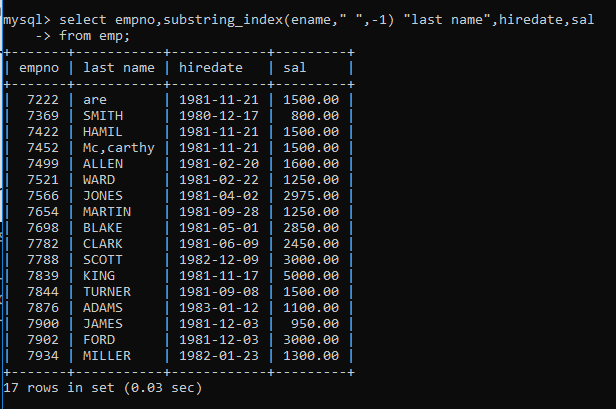 mysql> select empno,substring_index(ename," ",-1) "last name",hiredate,sal
    -> from emp;
+-------+-----------+------------+---------+
| empno | last name | hiredate   | sal     |
+-------+-----------+------------+---------+
|  7222 | are       | 1981-11-21 | 1500.00 |
|  7369 | SMITH     | 1980-12-17 |  800.00 |
|  7422 | HAMIL     | 1981-11-21 | 1500.00 |
|  7452 | Mc,carthy | 1981-11-21 | 1500.00 |
|  7499 | ALLEN     | 1981-02-20 | 1600.00 |
|  7521 | WARD      | 1981-02-22 | 1250.00 |
|  7566 | JONES     | 1981-04-02 | 2975.00 |
|  7654 | MARTIN    | 1981-09-28 | 1250.00 |
|  7698 | BLAKE     | 1981-05-01 | 2850.00 |
|  7782 | CLARK     | 1981-06-09 | 2450.00 |
|  7788 | SCOTT     | 1982-12-09 | 3000.00 |
|  7839 | KING      | 1981-11-17 | 5000.00 |
|  7844 | TURNER    | 1981-09-08 | 1500.00 |
|  7876 | ADAMS     | 1983-01-12 | 1100.00 |
|  7900 | JAMES     | 1981-12-03 |  950.00 |
|  7902 | FORD      | 1981-12-03 | 3000.00 |
|  7934 | MILLER    | 1982-01-23 | 1300.00 |
+-------+-----------+------------+---------+
17 rows in set (0.03 sec)